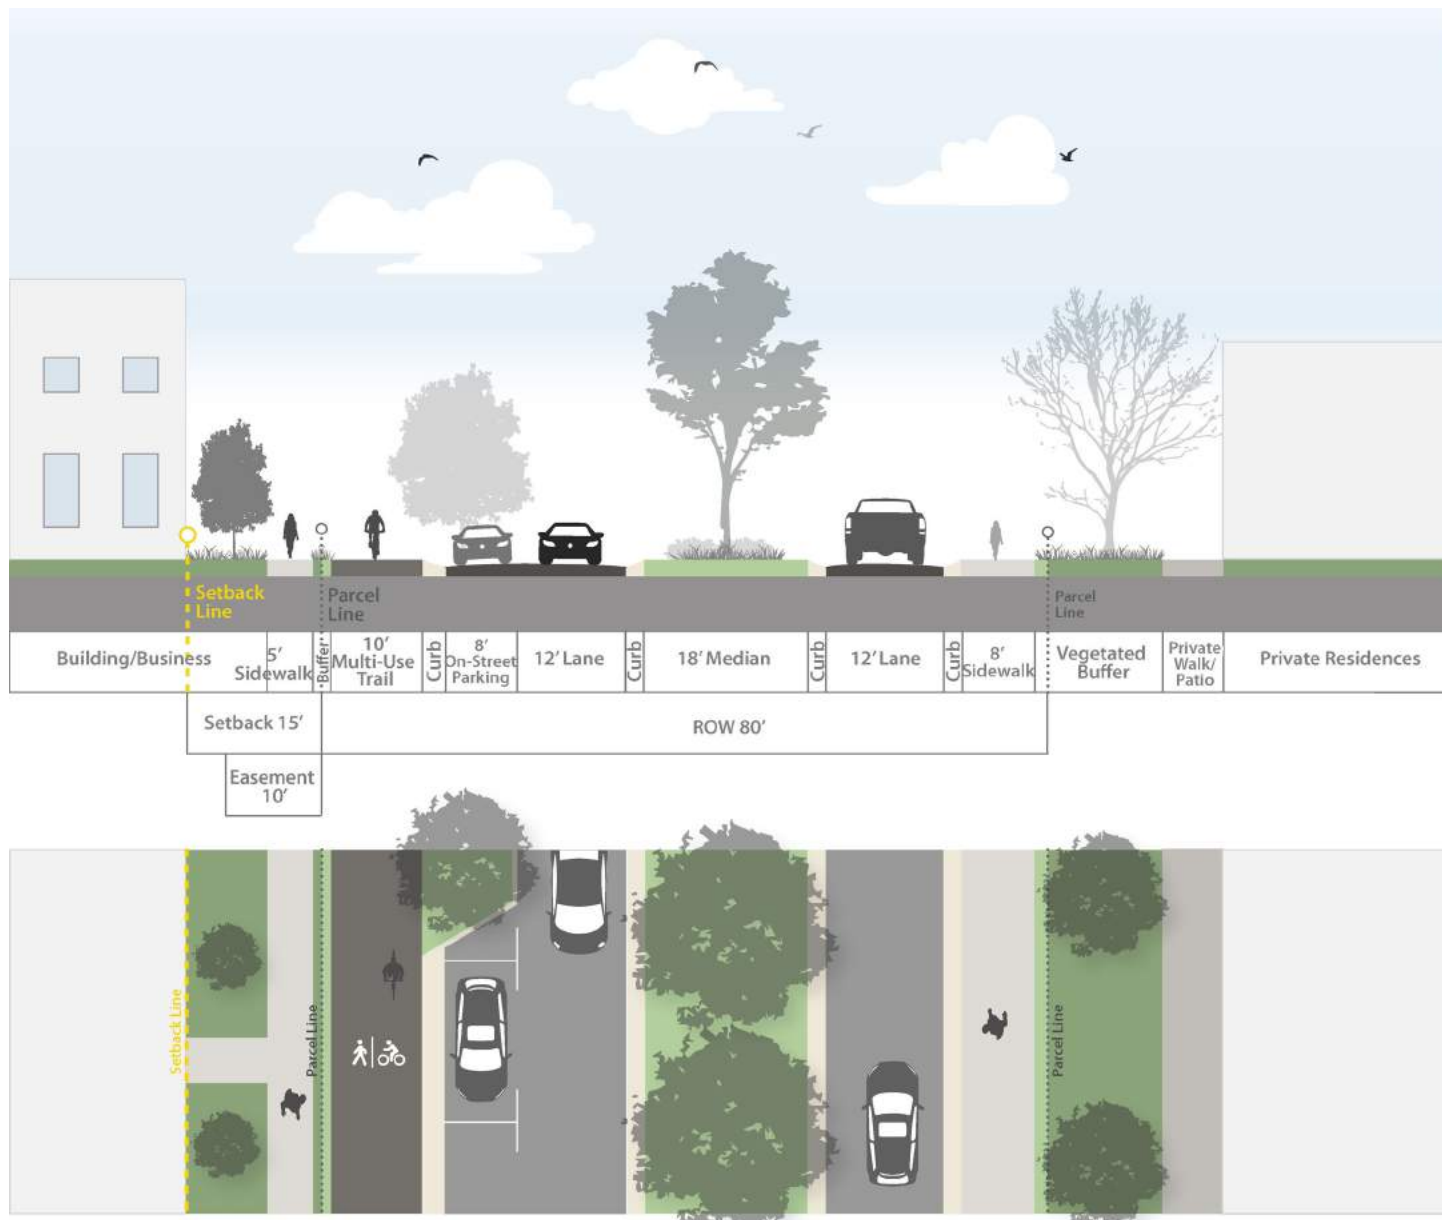 Setback
Line
Parcel
Line
Parcel
Line
Building/Business
5’
Sidewalk
Buffer
10’
Multi-Use
Trail
Curb
8’
On-Street
Parking
12’ Lane
Curb
18’ Median
Curb
12’ Lane
Curb
8’
Sidewalk
Vegetated
Buffer
Private
Walk/
Patio
Private Residences
Setback 15’
ROW 80’
Easement
10’
Setback Line
Parcel Line
Parcel Line